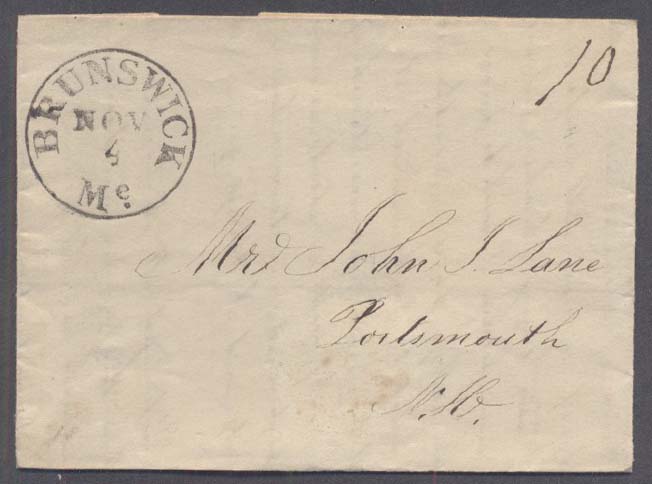 BRUNSWICK
NOV
4
Me.
10
Mrs John J. Lane
Portsmouth
N.H.